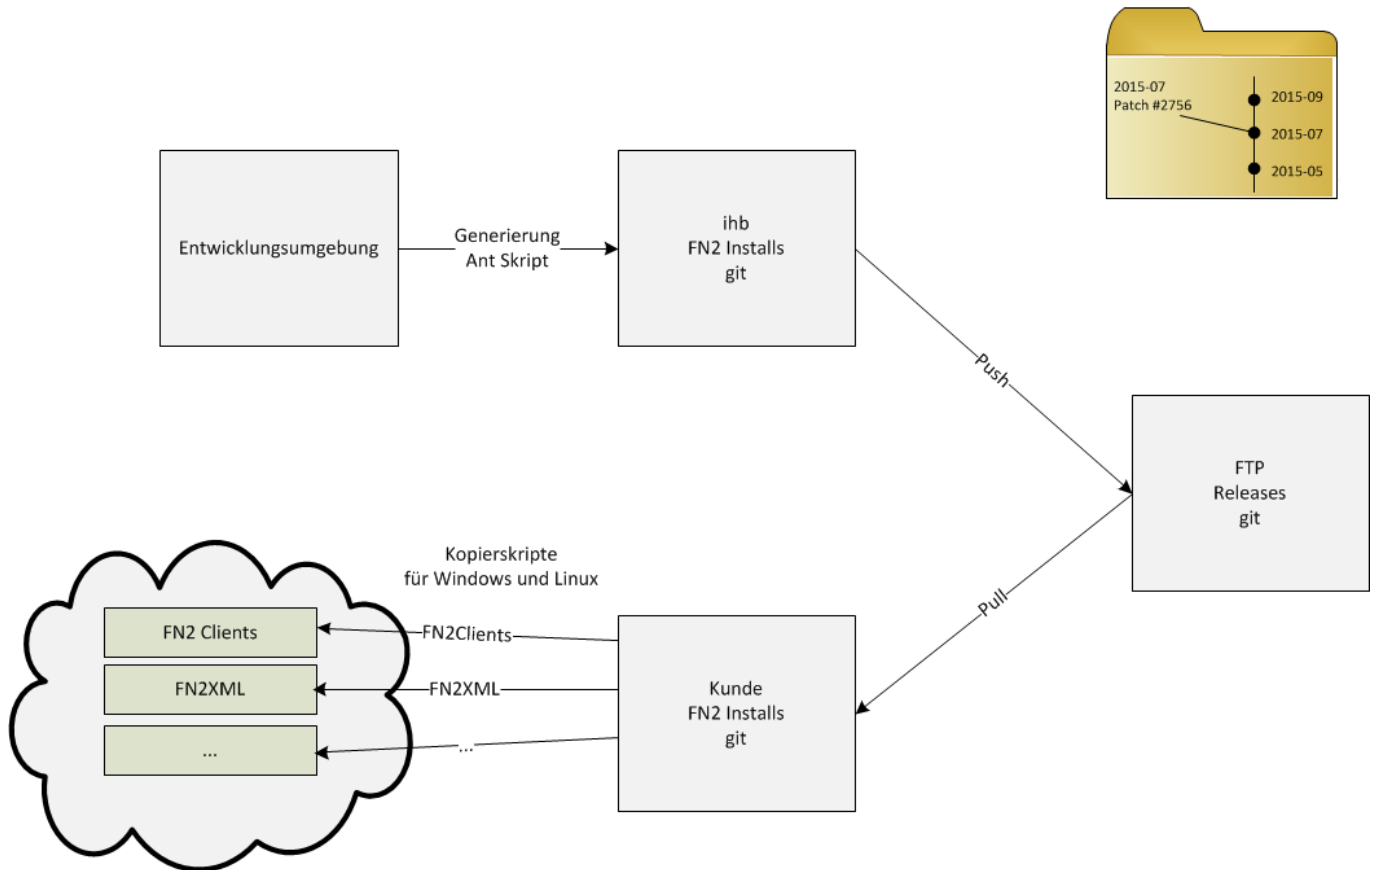 2015-07
Patch #2756
2015-09
2015-07
2015-05
Entwicklungsumgebung
Generierung
Ant Skript
ihb
FN2 Installs
git
Push
FTP
Releases
git
Pull
Kopierskripte
für Windows und Linux
FN2 Clients
FN2Clients
FN2XML
FN2XML
...
...
Kunde
FN2 Installs
git